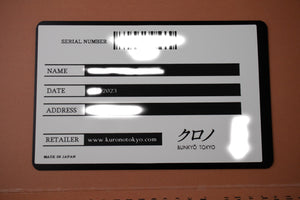 SERIAL NUMBER
NAME
DATE 2023
ADDRESS
RETAILER www.kuronotokyo.com
クロノ
BUNKYŌ TOKYO
MADE IN JAPAN